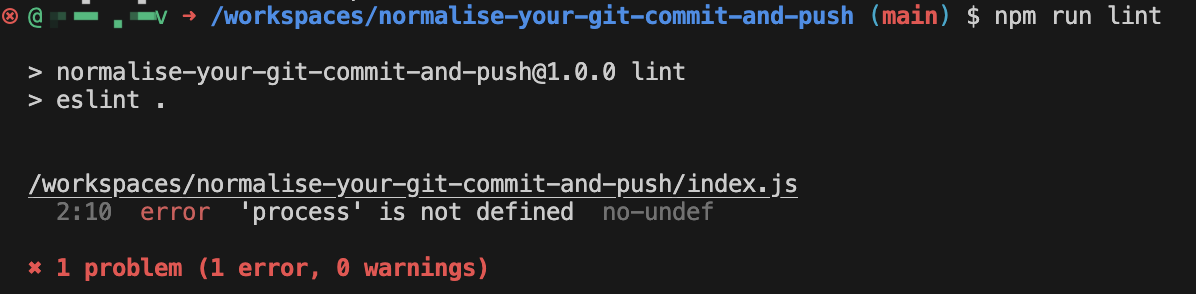 @ ➜ /workspaces/normalise-your-git-commit-and-push (main) $ npm run lint
> normalise-your-git-commit-and-push@1.0.0 lint
> eslint .
/workspaces/normalise-your-git-commit-and-push/index.js
2:10 error 'process' is not defined no-undef
✖ 1 problem (1 error, 0 warnings)